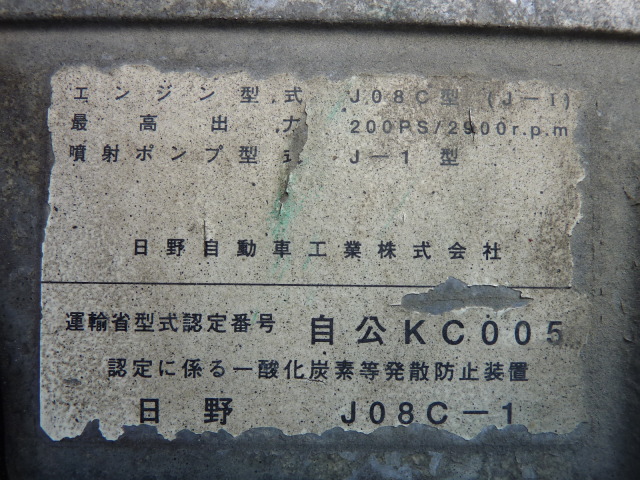 エンジン型式 J08C型 (J-1)
最高出力 200PS/2900r.p.m
噴射ポンプ型式 J-1型
日野自動車工業株式会社
運輸省型式認定番号 自公KC005
認定に係る一酸化炭素等発散防止装置
日野 J08C-1